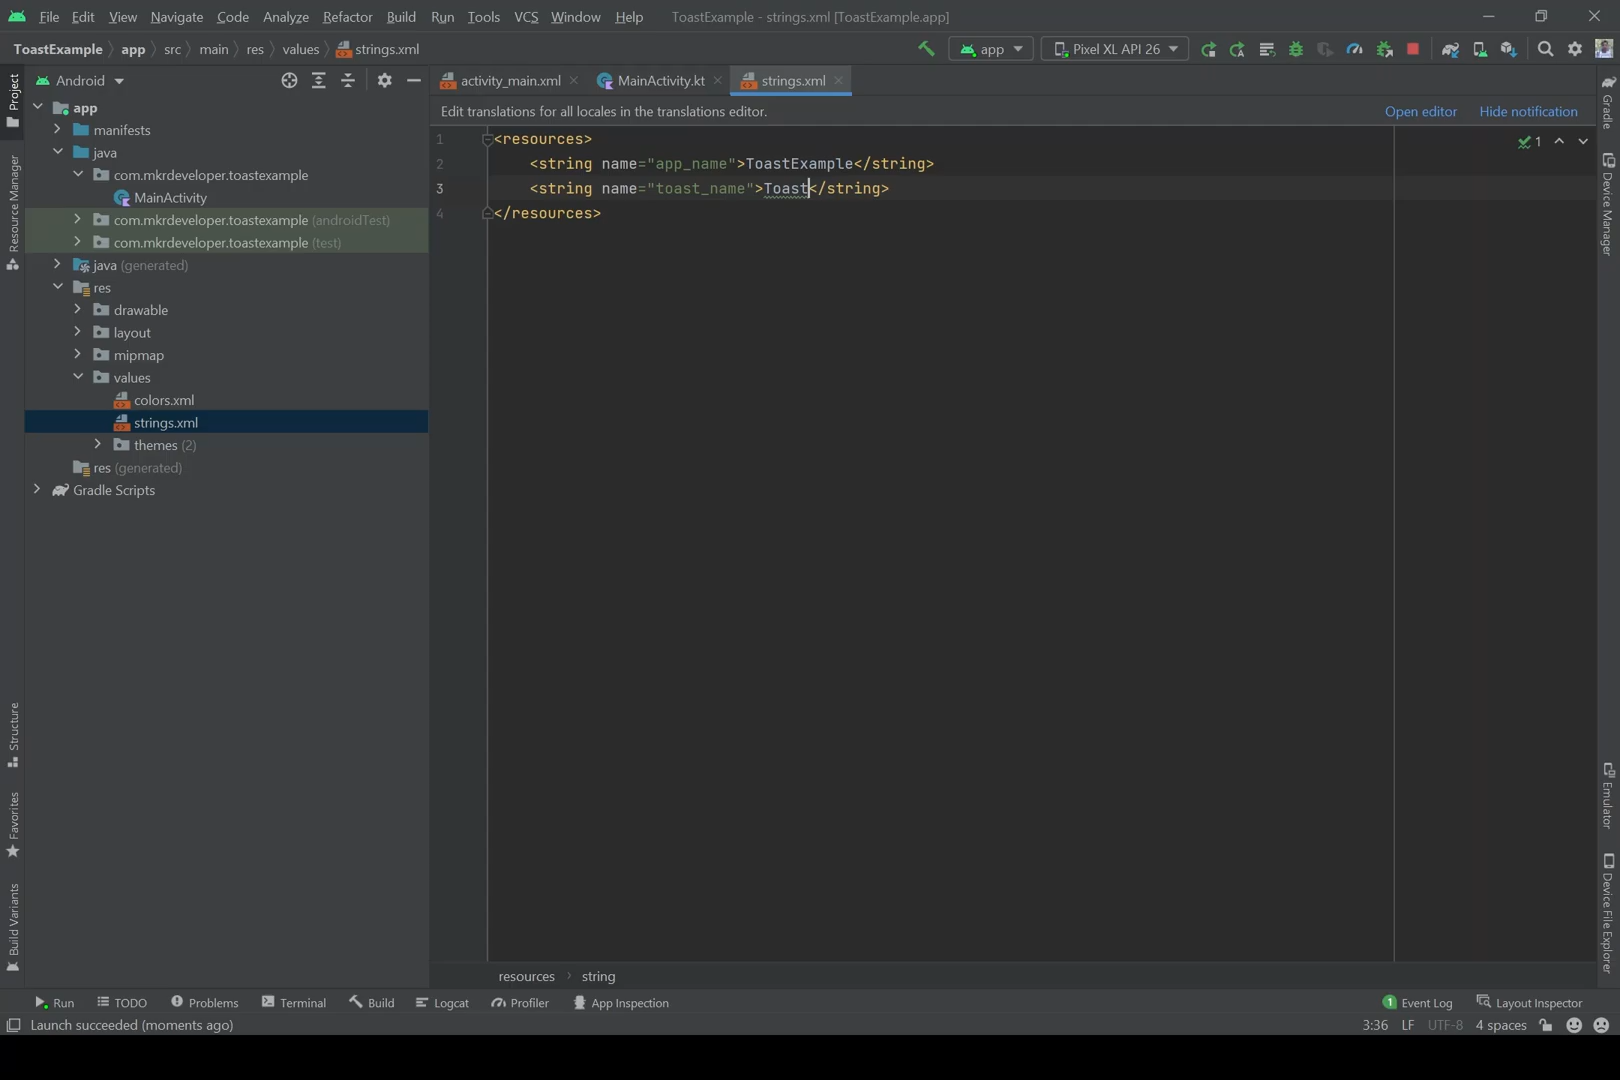 File Edit View Navigate Code Analyze Refactor Build Run Tools VCS Window Help ToastExample - strings.xml [ToastExample.app]
ToastExample app src main res values strings.xml app Pixel XL API 26
Project
Resource Manager
Structure
Favorites
Build Variants
Android
app
manifests
java
com.mkrdeveloper.toastexample
MainActivity
com.mkrdeveloper.toastexample (androidTest)
com.mkrdeveloper.toastexample (test)
java (generated)
res
drawable
layout
mipmap
values
colors.xml
strings.xml
themes (2)
res (generated)
Gradle Scripts
activity_main.xml MainActivity.kt strings.xml
Edit translations for all locales in the translations editor. Open editor Hide notification
1 <resources>
2 <string name="app_name">ToastExample</string>
3 <string name="toast_name">Toast</string>
4 </resources>
1
Gradle
Device Manager
Emulator
Device File Explorer
resources string
Run TODO Problems Terminal Build Logcat Profiler App Inspection 1 Event Log Layout Inspector
Launch succeeded (moments ago) 3:36 LF UTF-8 4 spaces